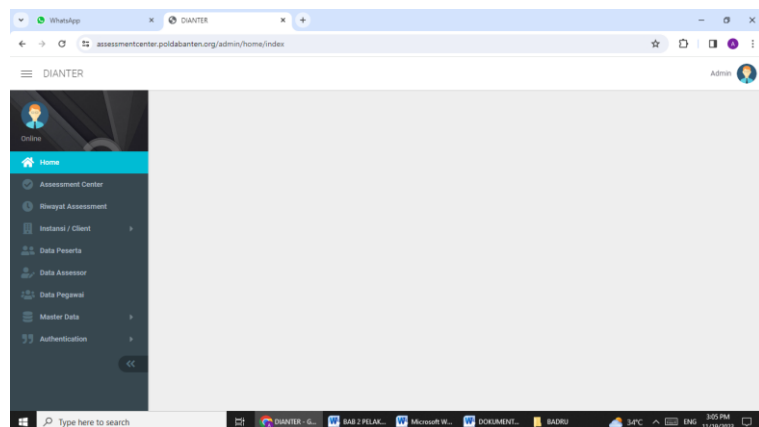 WhatsApp
DIANTER
assessmentcenter.poldabanten.org/admin/home/index
A
DIANTER
Admin
Online
Home
Assessment Center
Riwayat Assessment
Instansi / Client
Data Peserta
Data Assessor
Data Pegawai
Master Data
Authentication
Type here to search
DIANTER - G...
BAB 2 PELAK...
Microsoft W...
DOKUMENT...
BADRU
34°C
ENG
3:05 PM